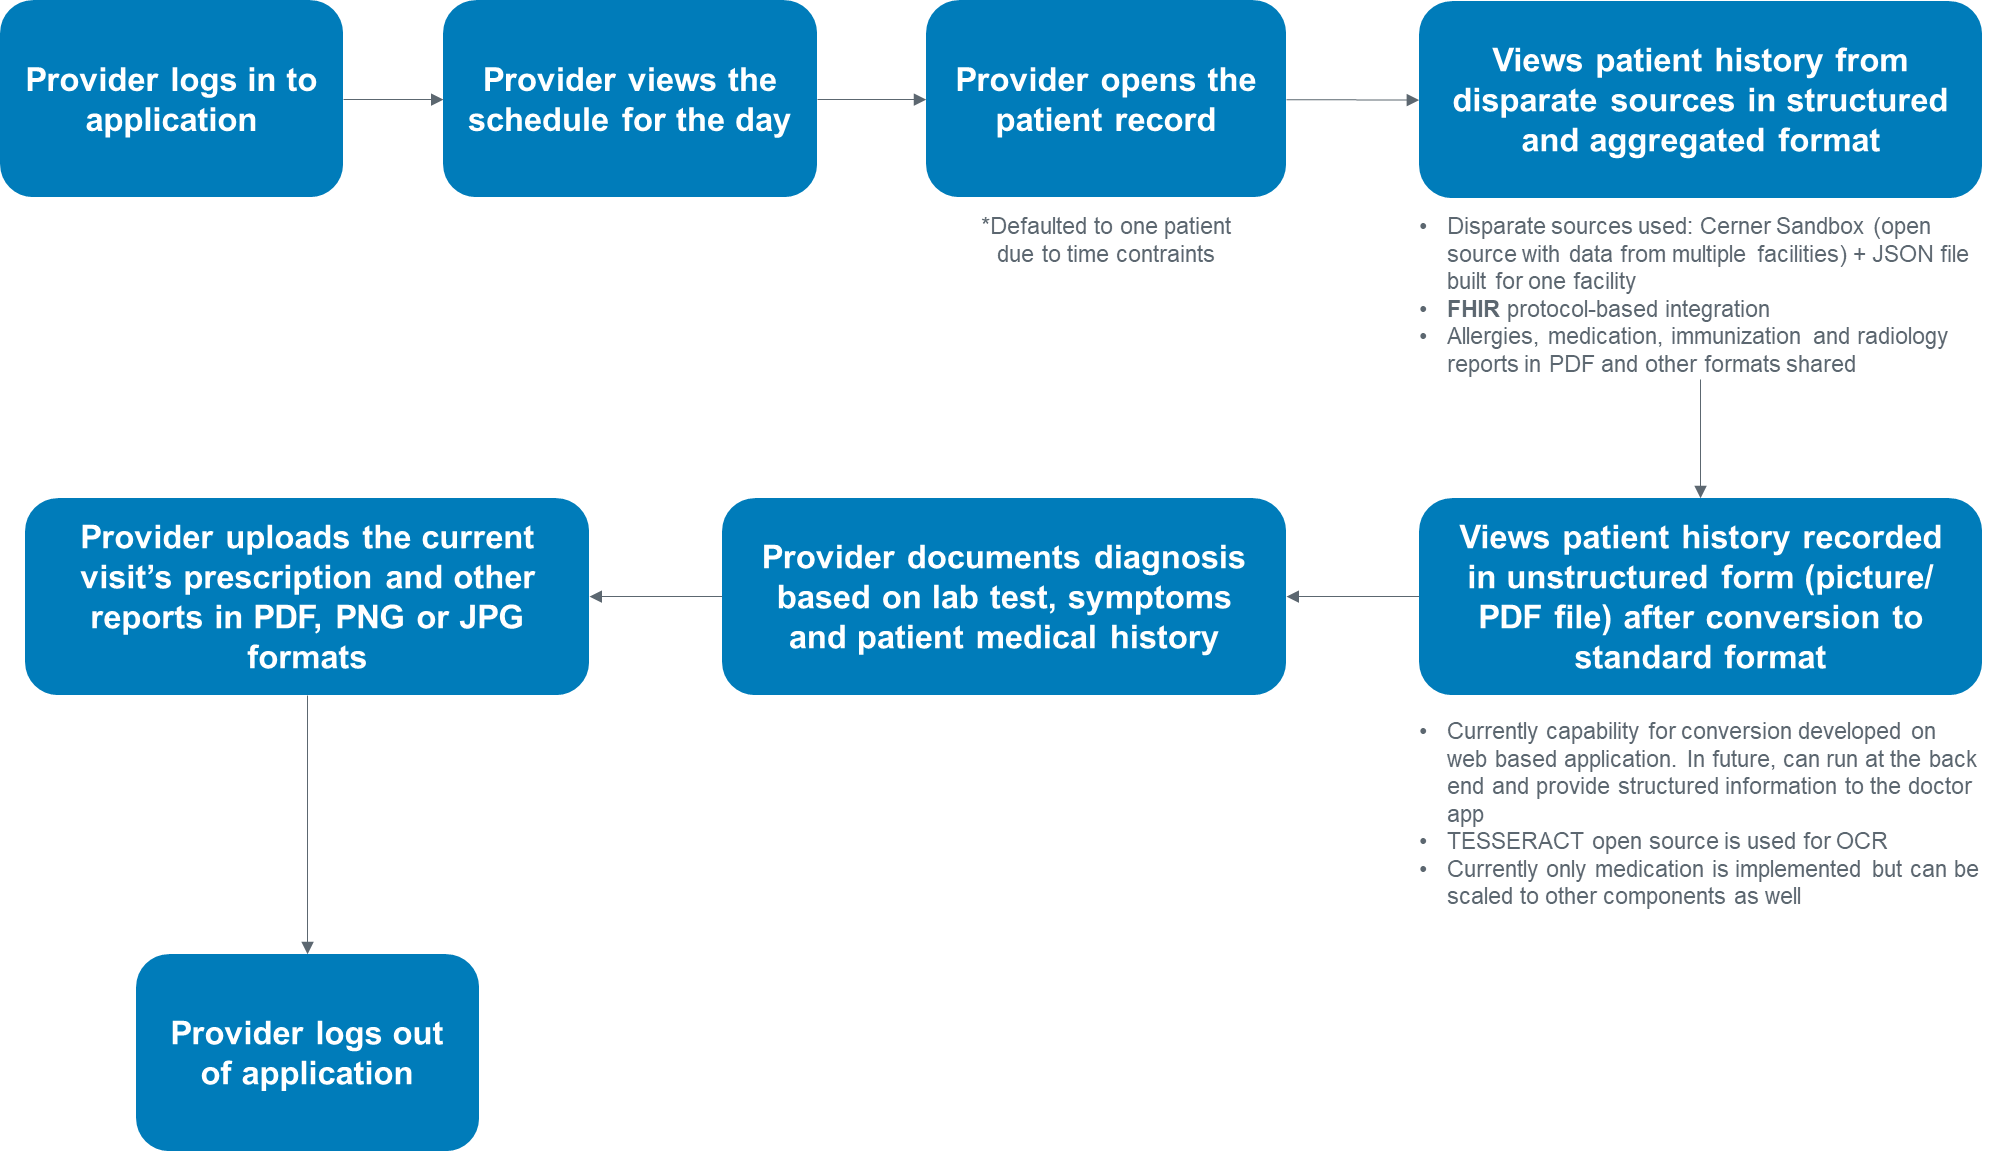 Provider logs in to
application
Provider views the
schedule for the day
Provider opens the
patient record
*Defaulted to one patient
due to time contraints
Views patient history from
disparate sources in structured
and aggregated format
• Disparate sources used: Cerner Sandbox (open
source with data from multiple facilities) + JSON file
built for one facility
• FHIR protocol-based integration
• Allergies, medication, immunization and radiology
reports in PDF and other formats shared
Views patient history recorded
in unstructured form (picture/
PDF file) after conversion to
standard format
• Currently capability for conversion developed on
web based application. In future, can run at the back
end and provide structured information to the doctor
app
• TESSERACT open source is used for OCR
• Currently only medication is implemented but can be
scaled to other components as well
Provider documents diagnosis
based on lab test, symptoms
and patient medical history
Provider uploads the current
visit’s prescription and other
reports in PDF, PNG or JPG
formats
Provider logs out
of application